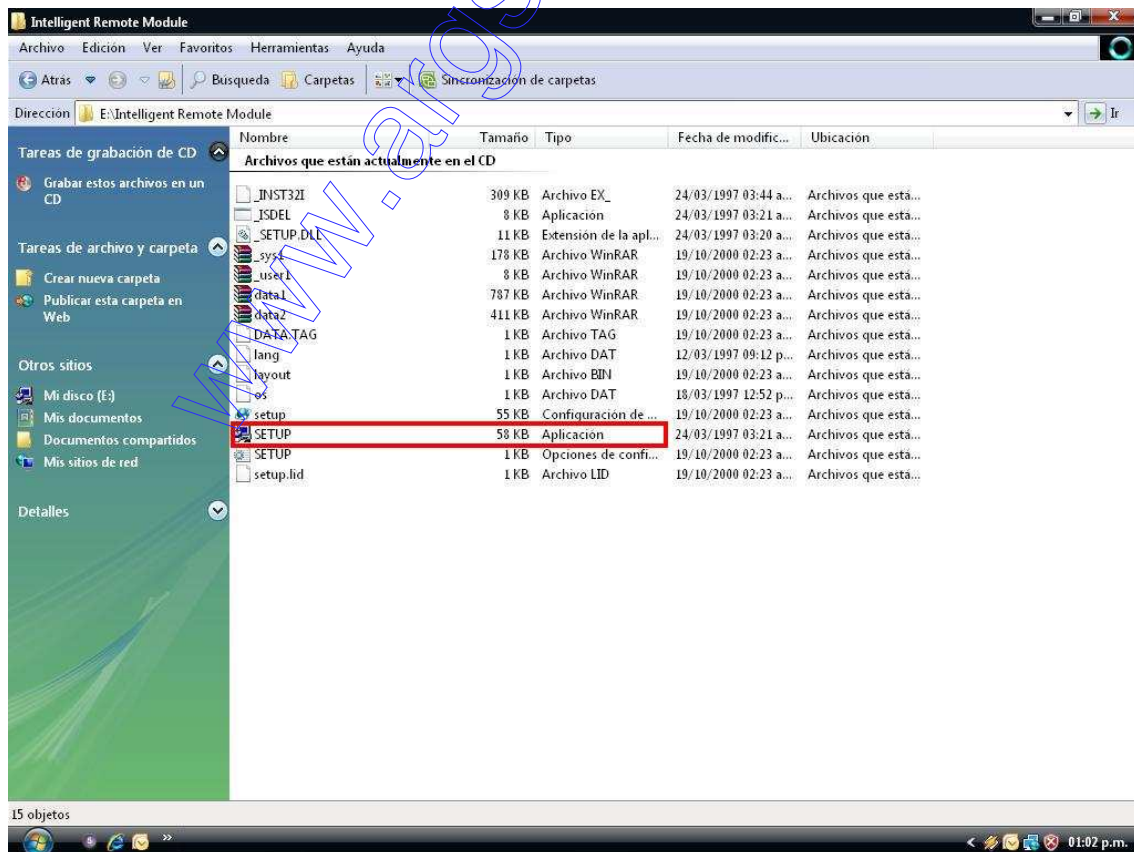 Intelligent Remote Module
Archivo Edición Ver Favoritos Herramientas Ayuda
Atrás Búsqueda Carpetas Sincronización de carpetas
Dirección E:\Intelligent Remote Module Ir
Tareas de grabación de CD
Grabar estos archivos en un
CD
Tareas de archivo y carpeta
Crear nueva carpeta
Publicar esta carpeta en
Web
Otros sitios
Mi disco (E:)
Mis documentos
Documentos compartidos
Mis sitios de red
Detalles
Nombre Tamaño Tipo Fecha de modific... Ubicación
Archivos que están actualmente en el CD
_INST32I 309 KB Archivo EX_ 24/03/1997 03:44 a... Archivos que está...
_ISDEL 8 KB Aplicación 24/03/1997 03:21 a... Archivos que está...
_SETUP.DLL 11 KB Extensión de la apl... 24/03/1997 03:20 a... Archivos que está...
_sys1 178 KB Archivo WinRAR 19/10/2000 02:23 a... Archivos que está...
_user1 8 KB Archivo WinRAR 19/10/2000 02:23 a... Archivos que está...
data1 787 KB Archivo WinRAR 19/10/2000 02:23 a... Archivos que está...
data2 411 KB Archivo WinRAR 19/10/2000 02:23 a... Archivos que está...
DATA.TAG 1 KB Archivo TAG 19/10/2000 02:23 a... Archivos que está...
lang 1 KB Archivo DAT 12/03/1997 09:12 p... Archivos que está...
layout 1 KB Archivo BIN 19/10/2000 02:23 a... Archivos que está...
os 1 KB Archivo DAT 18/03/1997 12:52 p... Archivos que está...
setup 55 KB Configuración de ... 19/10/2000 02:23 a... Archivos que está...
SETUP 58 KB Aplicación 24/03/1997 03:21 a... Archivos que está...
SETUP 1 KB Opciones de confi... 19/10/2000 02:23 a... Archivos que está...
setup.lid 1 KB Archivo LID 19/10/2000 02:23 a... Archivos que está...
15 objetos
01:02 p.m.
www.args